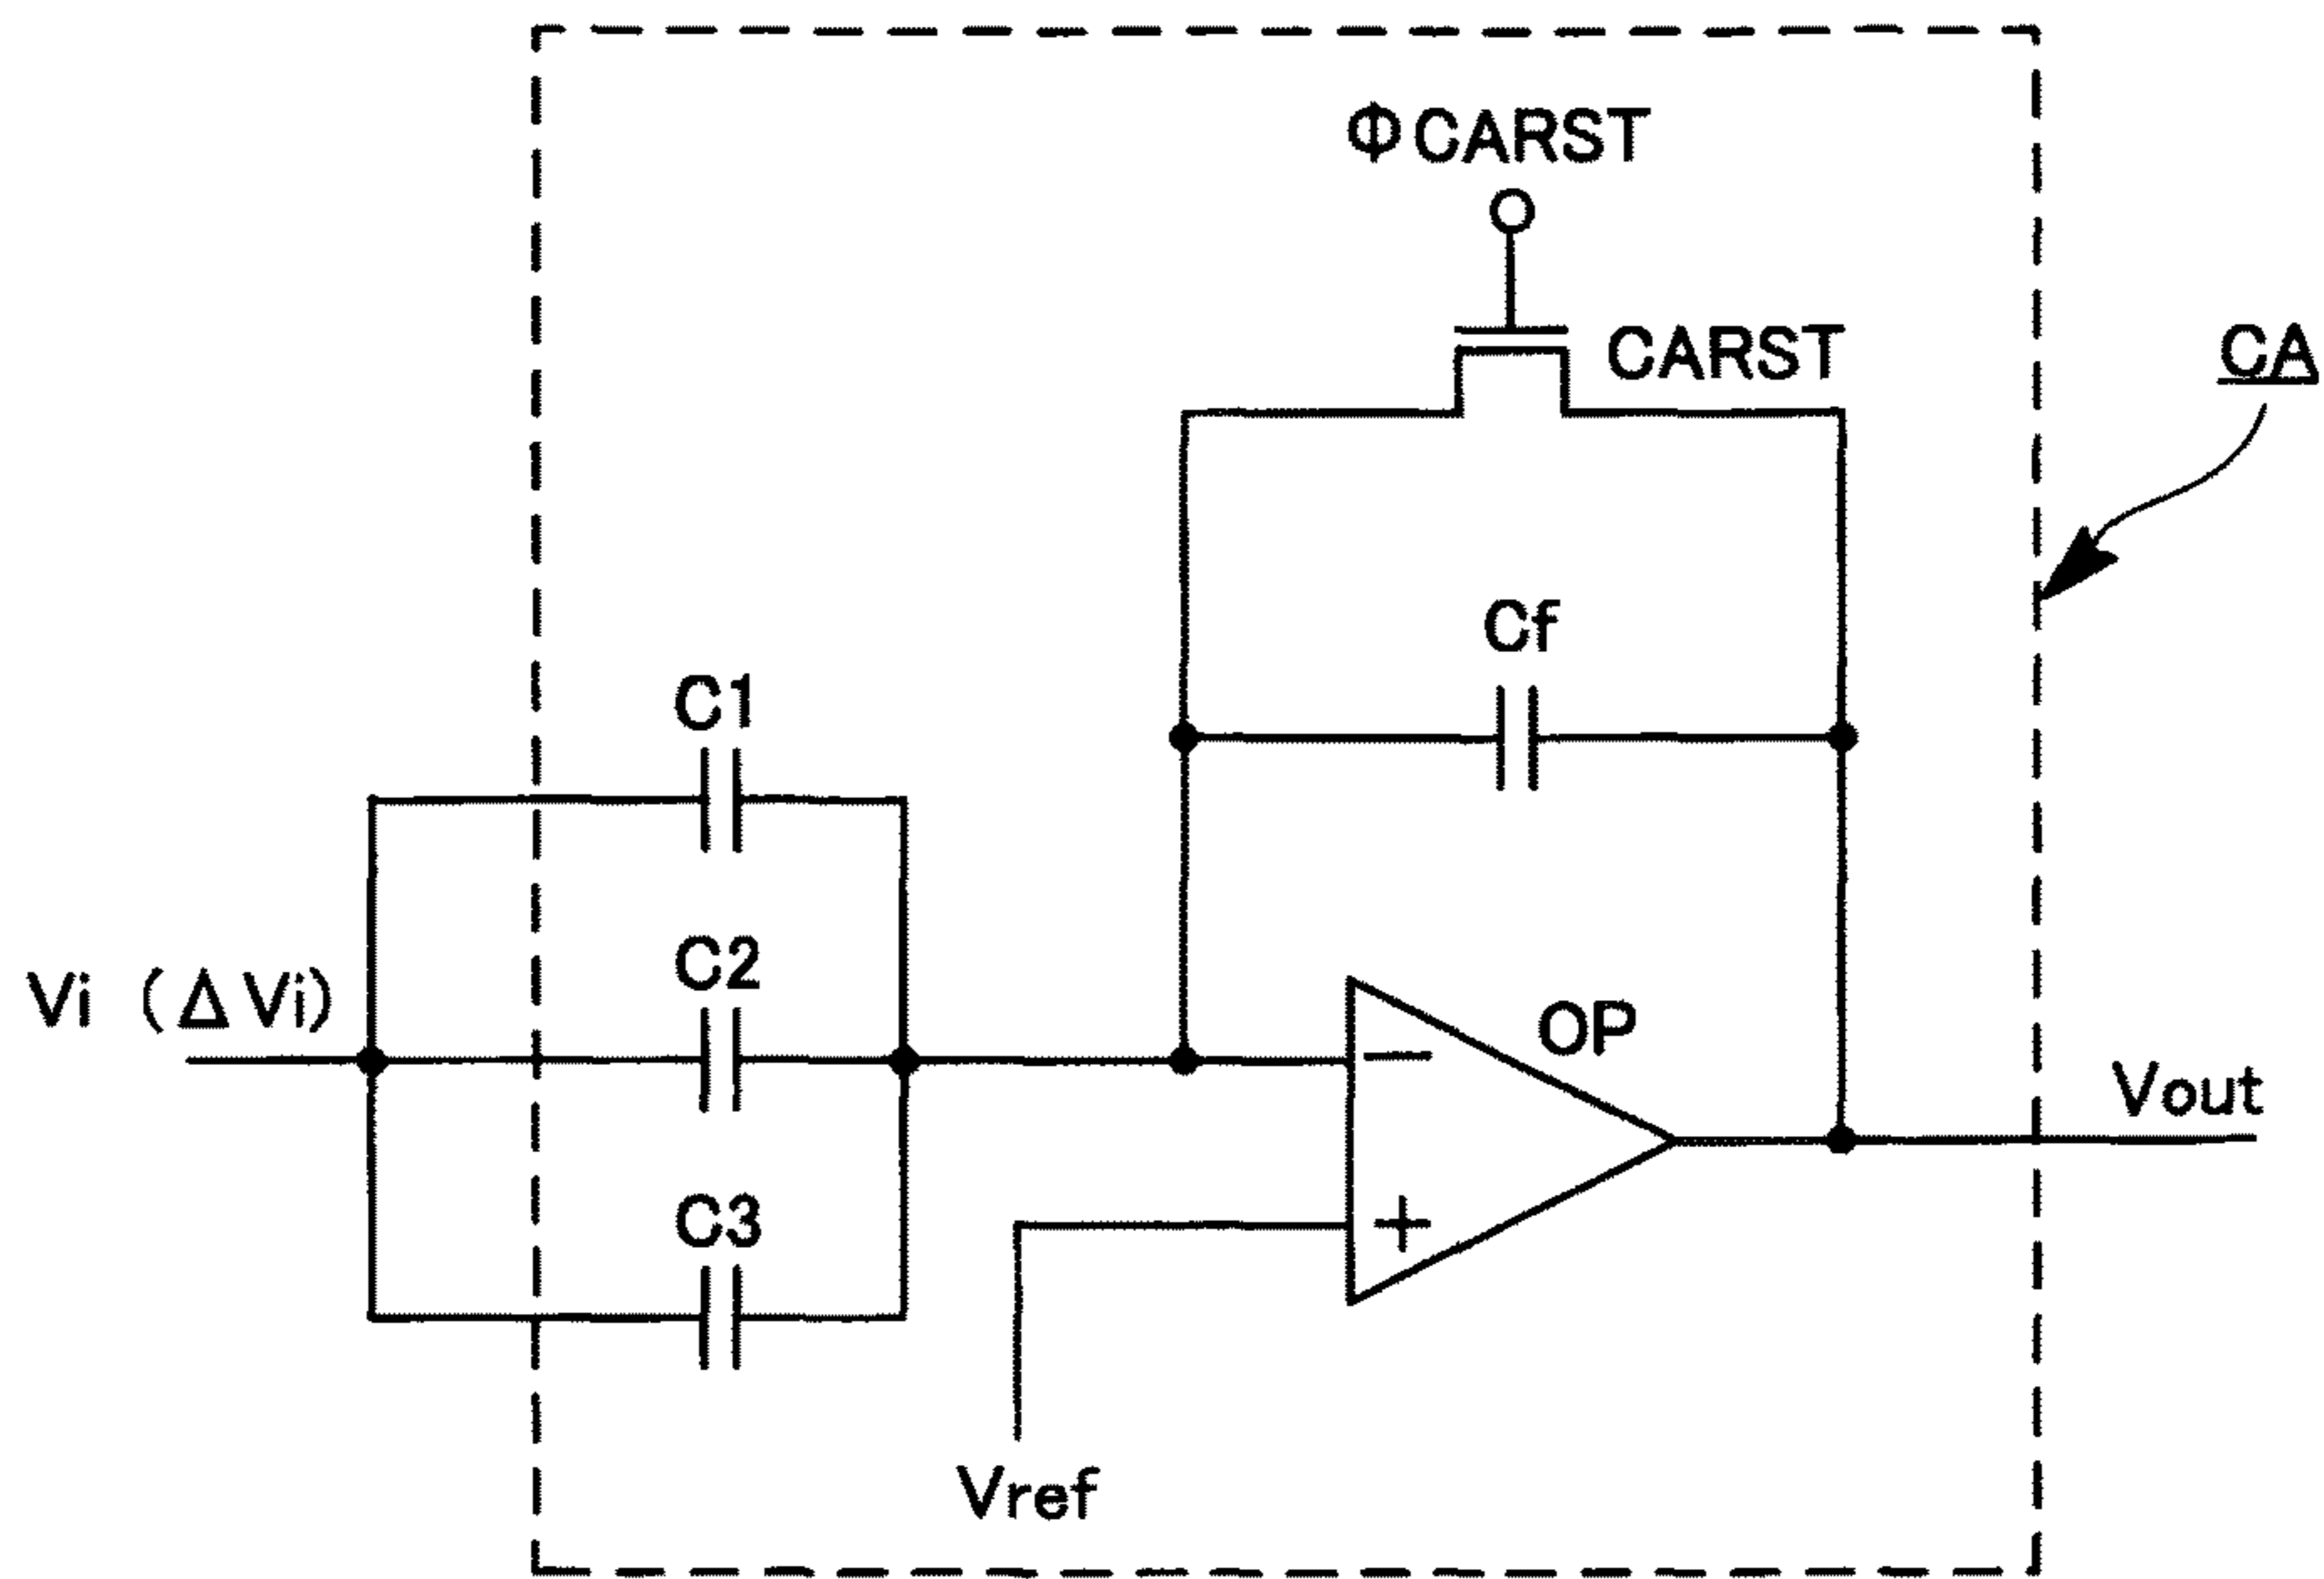 ΦCARST
CARST
CA
Cf
C1
C2
Vi (ΔVi)
OP
−
Vout
C3
+
Vref